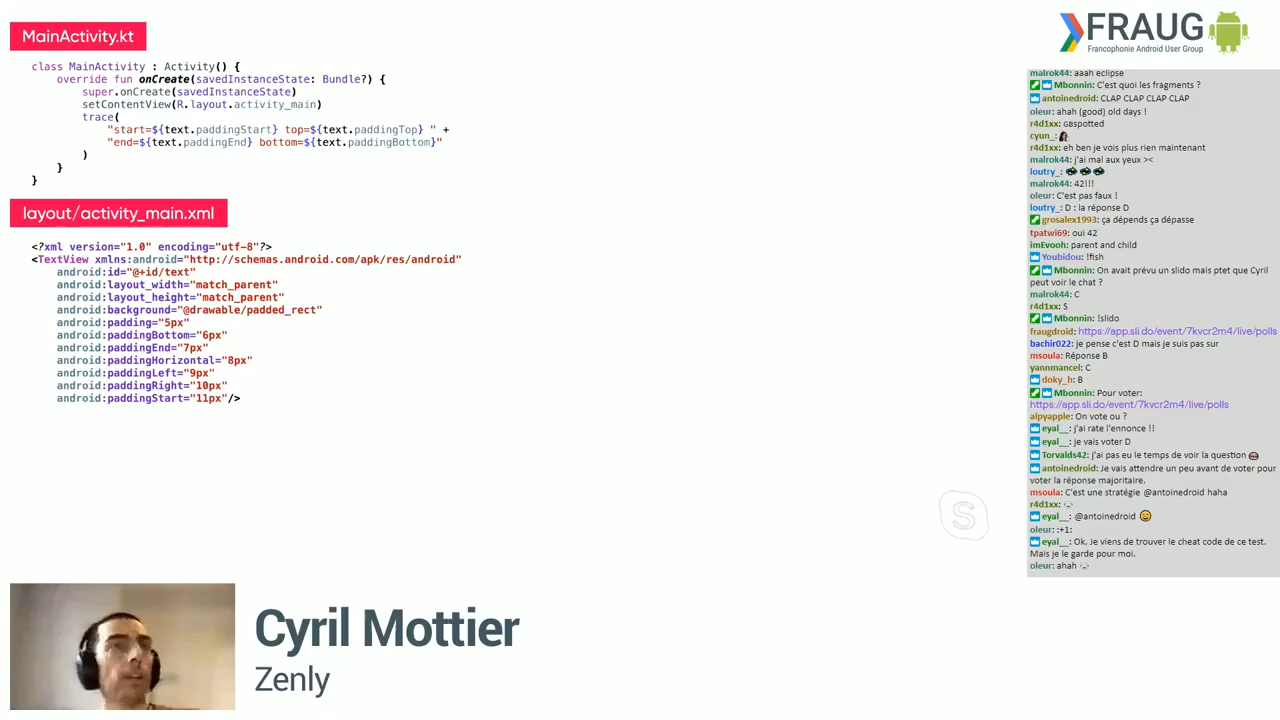 MainActivity.kt
class MainActivity : Activity() {
override fun onCreate(savedInstanceState: Bundle?) {
super.onCreate(savedInstanceState)
setContentView(R.layout.activity_main)
trace(
"start=${text.paddingStart} top=${text.paddingTop} " +
"end=${text.paddingEnd} bottom=${text.paddingBottom}"
)
}
}
layout/activity_main.xml
<?xml version="1.0" encoding="utf-8"?>
<TextView xmlns:android="http://schemas.android.com/apk/res/android"
android:id="@+id/text"
android:layout_width="match_parent"
android:layout_height="match_parent"
android:background="@drawable/padded_rect"
android:padding="5px"
android:paddingBottom="6px"
android:paddingEnd="7px"
android:paddingHorizontal="8px"
android:paddingLeft="9px"
android:paddingRight="10px"
android:paddingStart="11px"/>
FRAUG
Francophonie Android User Group
malrok44: aaah eclipse
Mbonnin: C'est quoi les fragments ?
antoinedroid: CLAP CLAP CLAP CLAP
oleur: ahah (good) old days !
r4d1xx: GBspotted
cyun_:
r4d1xx: eh ben je vois plus rien maintenant
malrok44: j'ai mal aux yeux ><
loutry_:
malrok44: 42!!!
oleur: C'est pas faux !
loutry_: D : la réponse D
grosalex1993: ça dépends ça dépasse
tpatwi69: oui 42
imEvooh: parent and child
Youbidou: !fish
Mbonnin: On avait prévu un slido mais ptet que Cyril
peut voir le chat ?
malrok44: C
r4d1xx: S
Mbonnin: !slido
fraugdroid: https://app.sli.do/event/7kvcr2m4/live/polls
bachir022: je pense c'est D mais je suis pas sur
msoula: Réponse B
yannmancel: C
doky_h: B
Mbonnin: Pour voter:
https://app.sli.do/event/7kvcr2m4/live/polls
alpyapple: On vote ou ?
eyal__: j'ai rate l'ennonce !!
eyal__: je vais voter D
Torvalds42: j'ai pas eu le temps de voir la question
antoinedroid: Je vais attendre un peu avant de voter pour
voter la réponse majoritaire.
msoula: C'est une stratégie @antoinedroid haha
r4d1xx:
eyal__: @antoinedroid
oleur: :+1:
eyal__: Ok. Je viens de trouver le cheat code de ce test.
Mais je le garde pour moi.
oleur: ahah
S
Cyril Mottier
Zenly